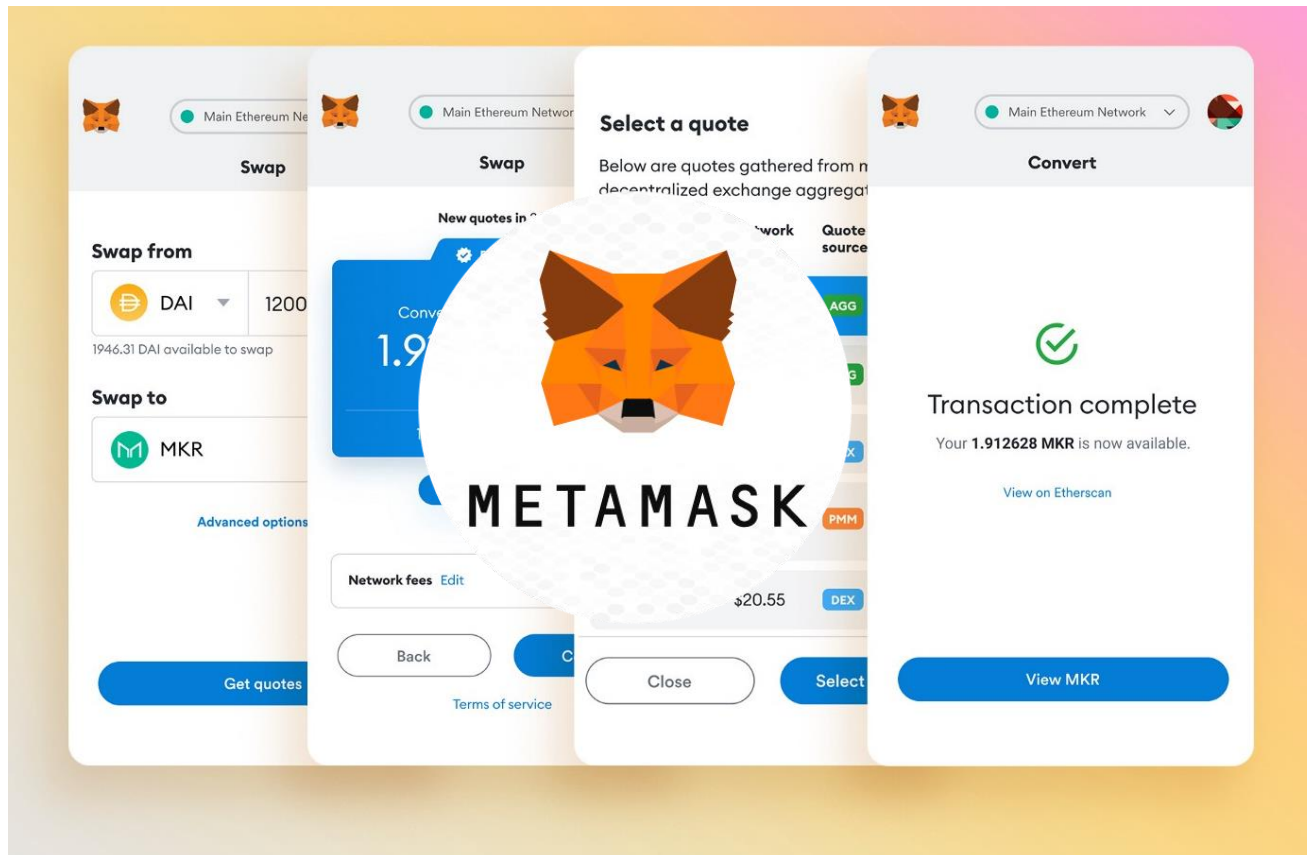 Main Ethereum Ne
Swap
Swap from
DAI
1200
1946.31 DAI available to swap
Swap to
MKR
Advanced options
Get quotes
Main Ethereum Networ
Swap
New quotes in
Conve
1.9
Network fees Edit
Back
C
Terms of service
Select a quote
Below are quotes gathered from m
decentralized exchange aggregat
work
Quote
source
AGG
G
X
PMM
$20.55
DEX
Close
Select
METAMASK
Main Ethereum Network
Convert
Transaction complete
Your 1.912628 MKR is now available.
View on Etherscan
View MKR